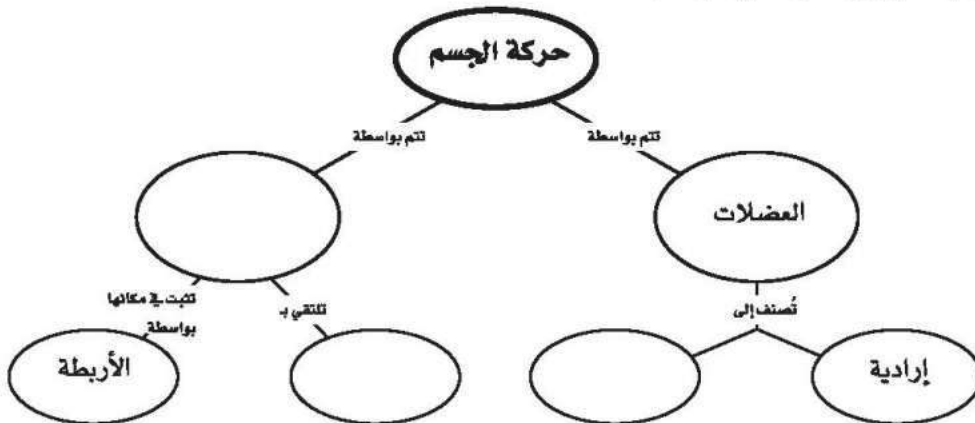 حركة الجسم
تتم بواسطة
تتم بواسطة
العضلات
تُصنف إلى
تلتقي بـ
تثبت في مكانها
بواسطة
إرادية
الأربطة